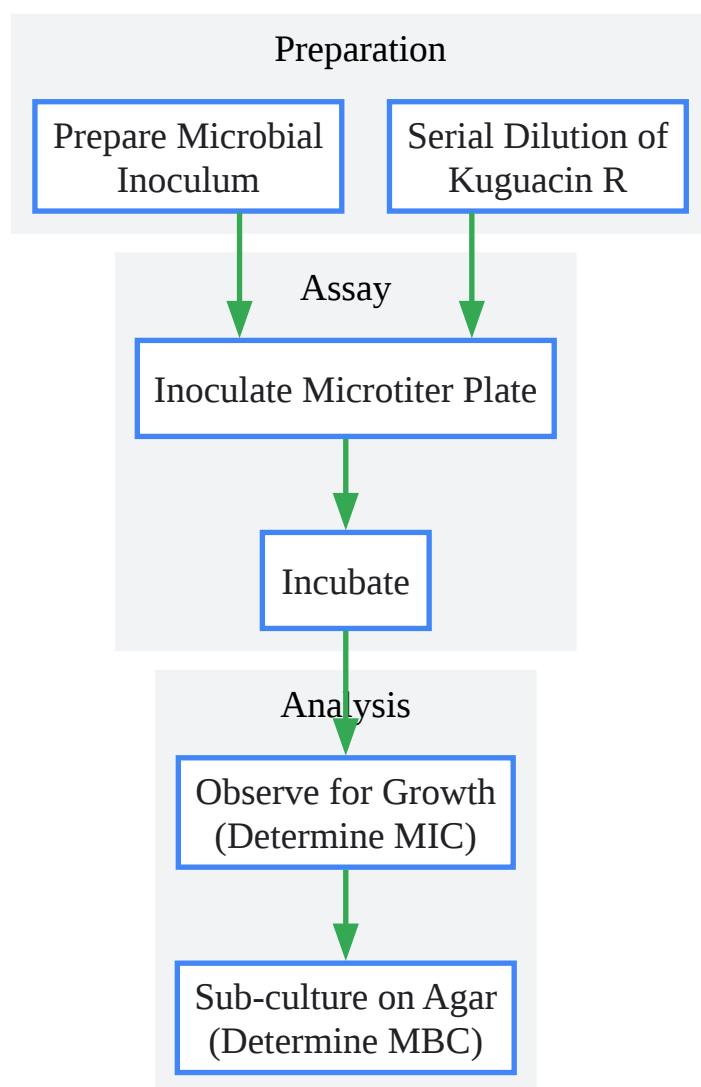 Preparation
Prepare Microbial
Inoculum
Serial Dilution of
Kuguacin R
Assay
Inoculate Microtiter Plate
Incubate
Analysis
Observe for Growth
(Determine MIC)
Sub-culture on Agar
(Determine MBC)